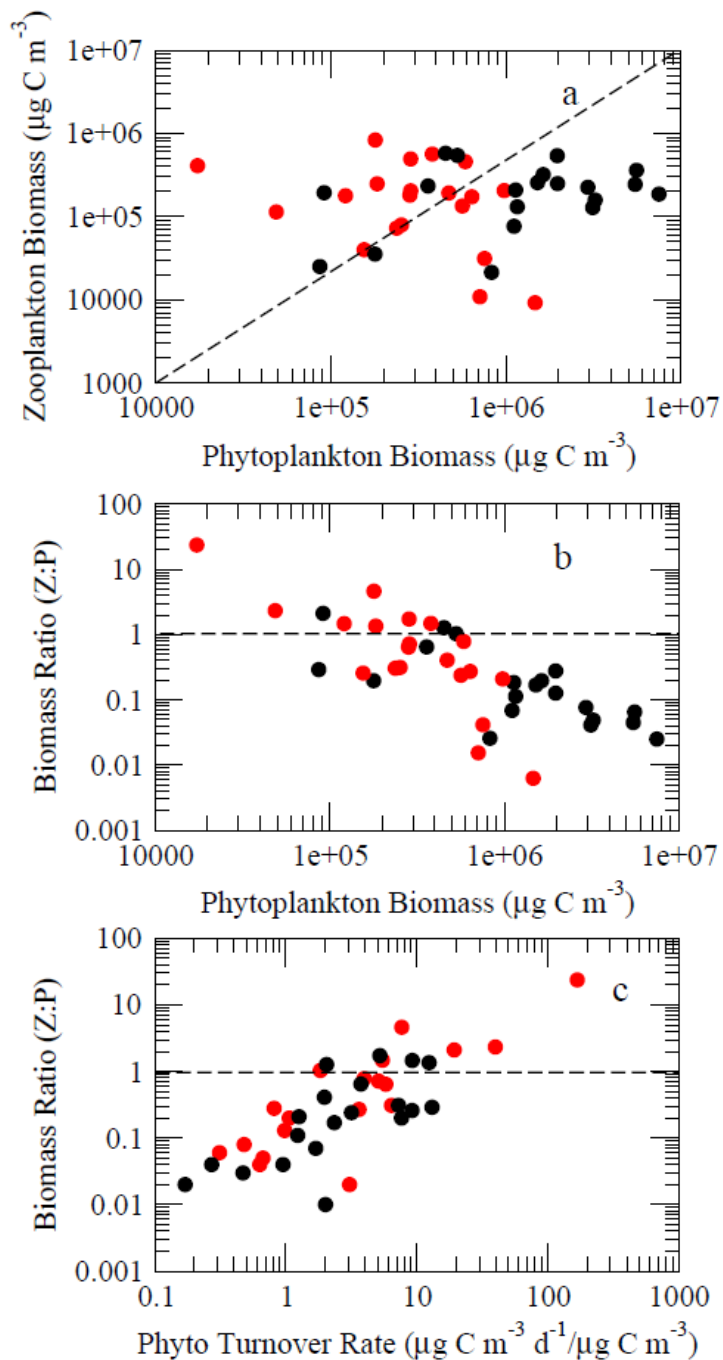 1e+07
a
1e+06
1e+05
10000
1000
Zooplankton Biomass (µg C m⁻³)
10000 1e+05 1e+06 1e+07
Phytoplankton Biomass (µg C m⁻³)
100
b
10
1
0.1
0.01
0.001
Biomass Ratio (Z:P)
10000 1e+05 1e+06 1e+07
Phytoplankton Biomass (µg C m⁻³)
100
c
10
1
0.1
0.01
0.001
Biomass Ratio (Z:P)
0.1 1 10 100 1000
Phyto Turnover Rate (µg C m⁻³ d⁻¹/µg C m⁻³)